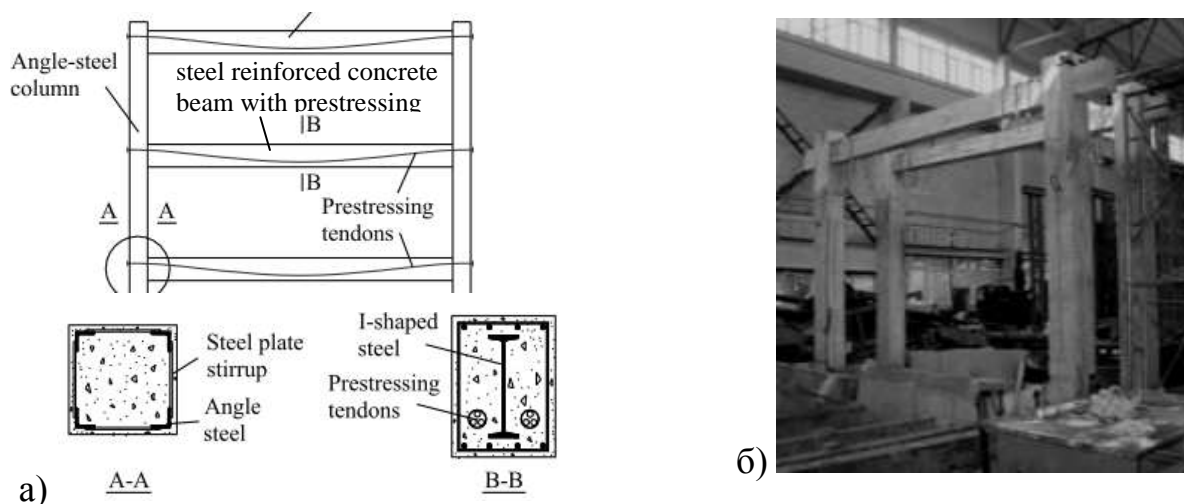 Angle-steel
column
steel reinforced concrete
beam with prestressing
B
B
A A
Prestressing
tendons
Steel plate
stirrup
Angle
steel
A-A
I-shaped
steel
Prestressing
tendons
B-B
а)
б)